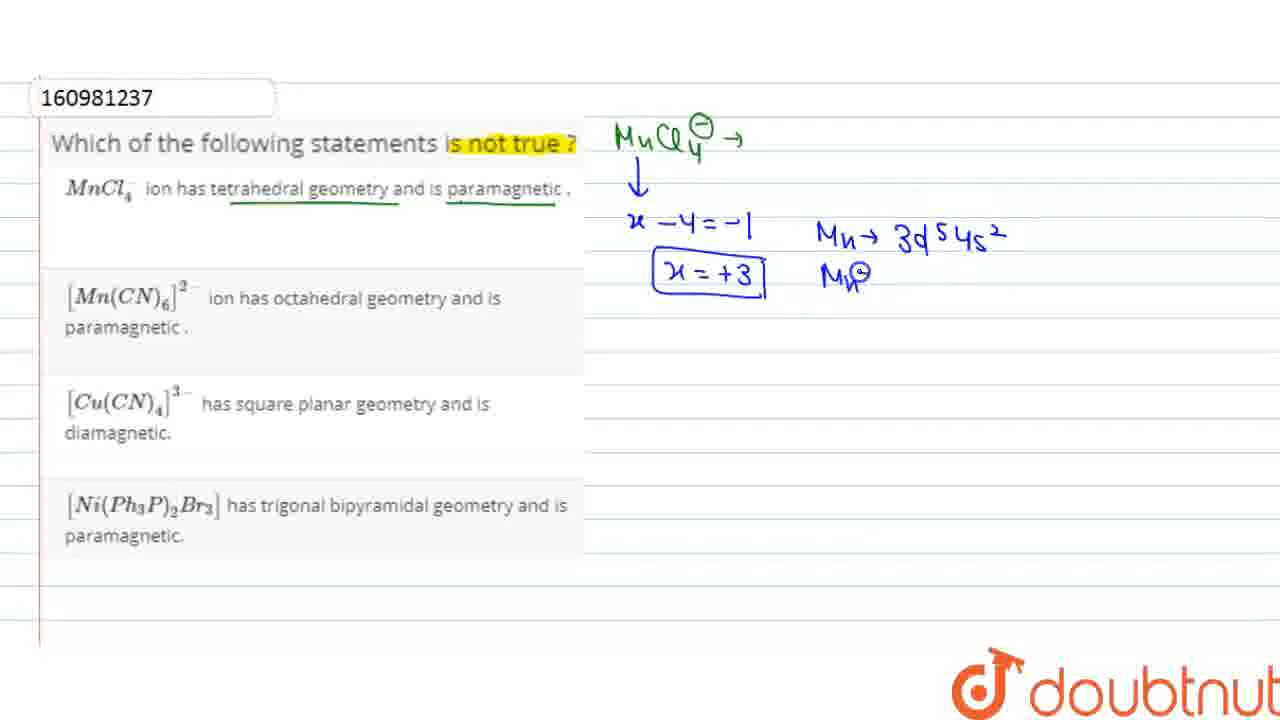 160981237
Which of the following statements is not true ?
MnCl₄⁻ ion has tetrahedral geometry and is paramagnetic .
[Mn(CN)₆]²⁻ ion has octahedral geometry and is
paramagnetic .
[Cu(CN)₄]³⁻ has square planar geometry and is
diamagnetic.
[Ni(Ph₃P)₂Br₃] has trigonal bipyramidal geometry and is
paramagnetic.
MnCl₄⁻ →
↓
x - 4 = -1
x = +3
Mn → 3d⁵ 4s²
Mn
doubtnut